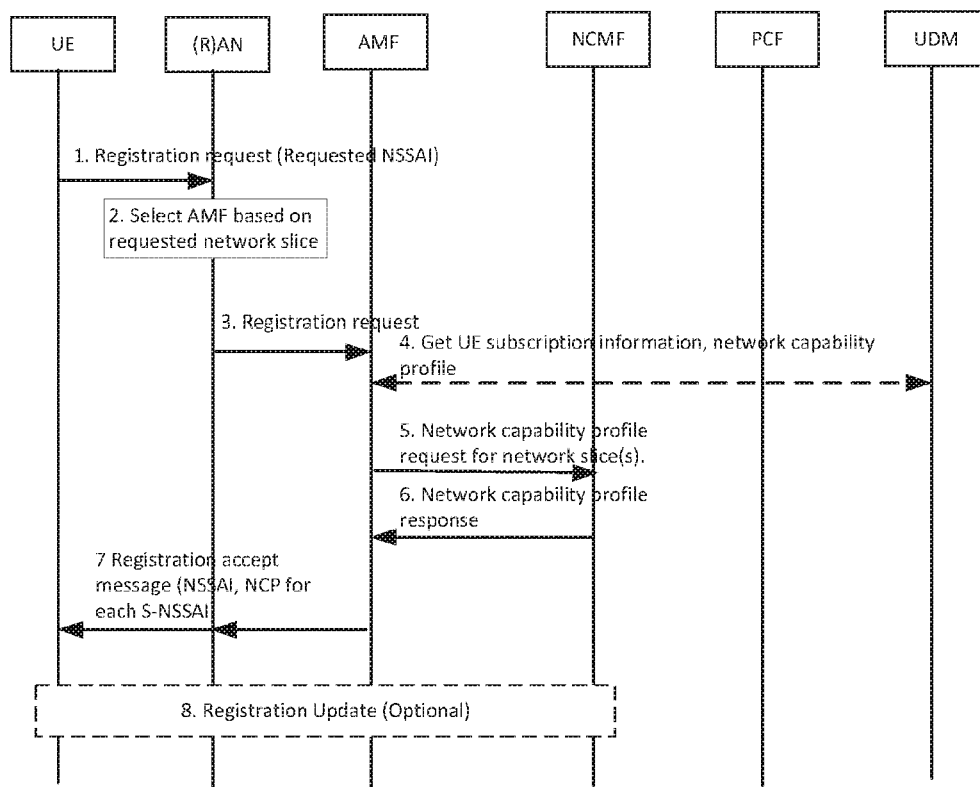 UE
(R)AN
AMF
NCMF
PCF
UDM
1. Registration request (Requested NSSAI)
2. Select AMF based on
requested network slice
3. Registration request
4. Get UE subscription information, network capability
profile
5. Network capability profile
request for network slice(s).
6. Network capability profile
response
7 Registration accept
message (NSSAI, NCP for
each S-NSSAI
8. Registration Update (Optional)